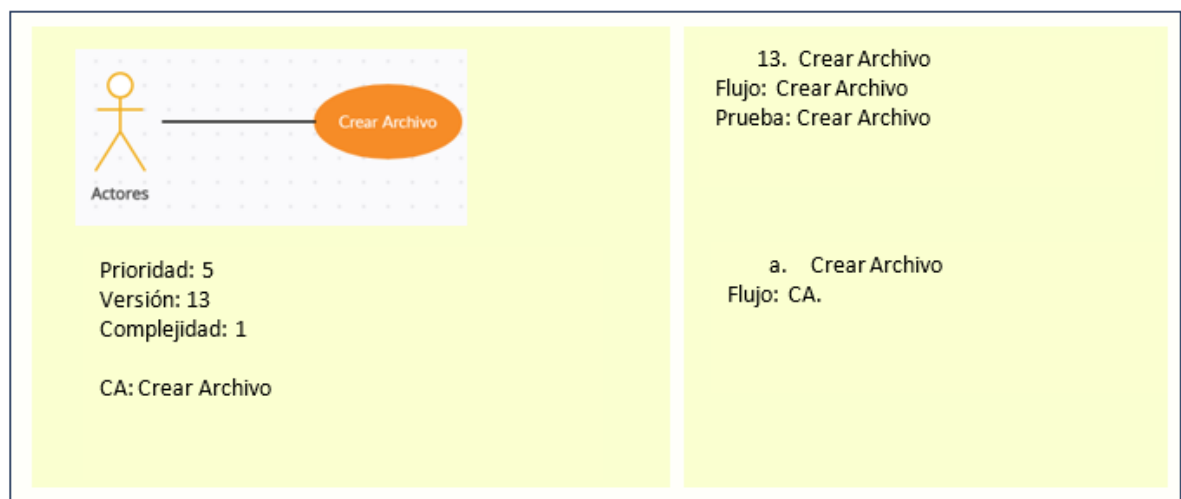 Crear Archivo
Actores
Prioridad: 5
Versión: 13
Complejidad: 1
CA: Crear Archivo
13. Crear Archivo
Flujo: Crear Archivo
Prueba: Crear Archivo
a. Crear Archivo
Flujo: CA.